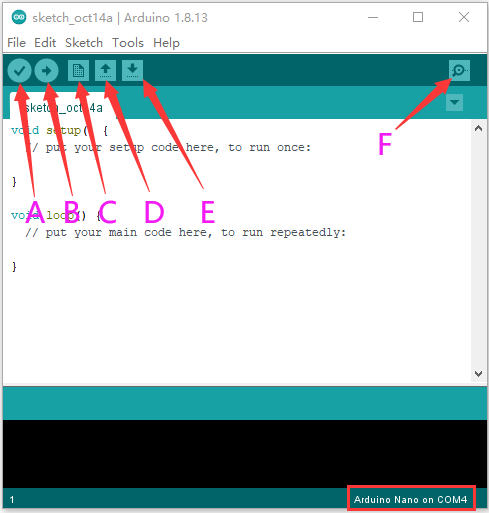 sketch_oct14a | Arduino 1.8.13
File Edit Sketch Tools Help
sketch_oct14a
void setup() {
// put your setup code here, to run once:
}
void loop() {
// put your main code here, to run repeatedly:
}
A B C D E F
1
Arduino Nano on COM4